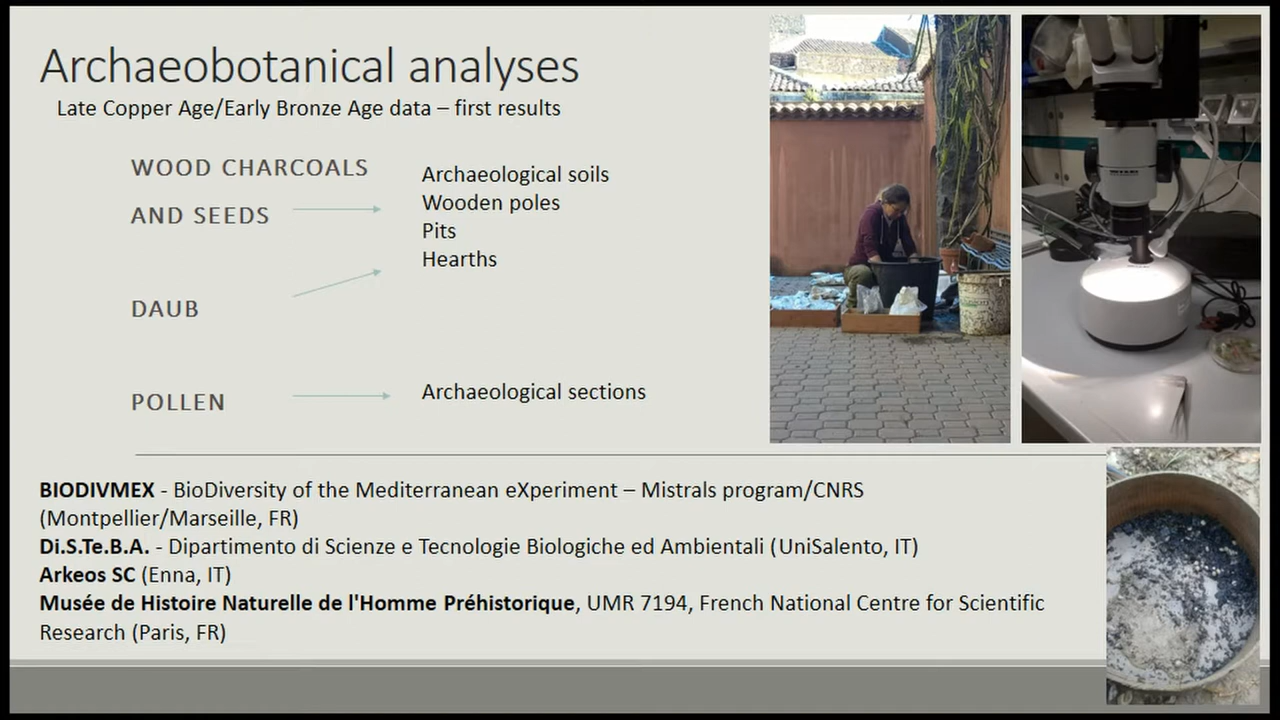 Archaeobotanical analyses
Late Copper Age/Early Bronze Age data – first results
WOOD CHARCOALS
AND SEEDS
Archaeological soils
Wooden poles
Pits
Hearths
DAUB
POLLEN
Archaeological sections
BIODIVMEX - BioDiversity of the Mediterranean eXperiment – Mistrals program/CNRS
(Montpellier/Marseille, FR)
Di.S.Te.B.A. - Dipartimento di Scienze e Tecnologie Biologiche ed Ambientali (UniSalento, IT)
Arkeos SC (Enna, IT)
Musée de Histoire Naturelle de l'Homme Préhistorique, UMR 7194, French National Centre for Scientific
Research (Paris, FR)